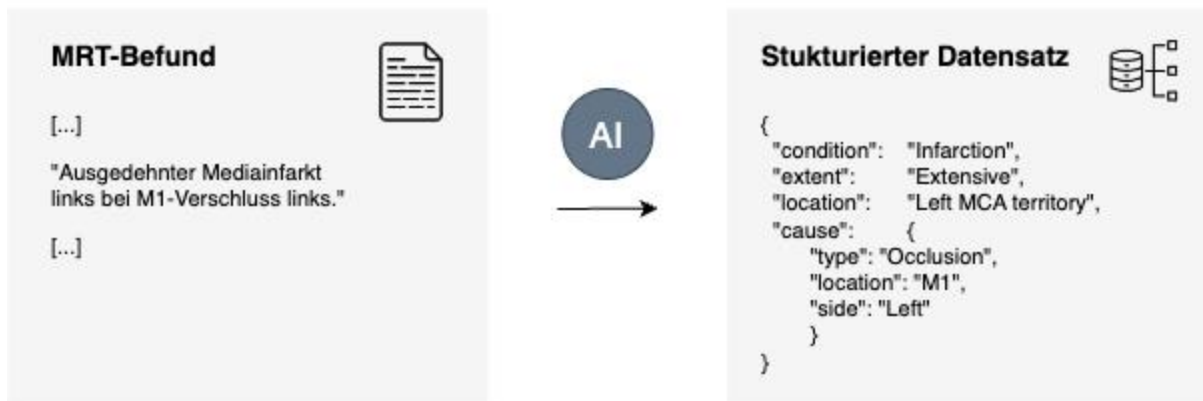 MRT-Befund
[...]
"Ausgedehnter Mediainfarkt
links bei M1-Verschluss links."
[...]
AI
Stukturierter Datensatz
{
"condition": "Infarction",
"extent": "Extensive",
"location": "Left MCA territory",
"cause": {
"type": "Occlusion",
"location": "M1",
"side": "Left"
}
}